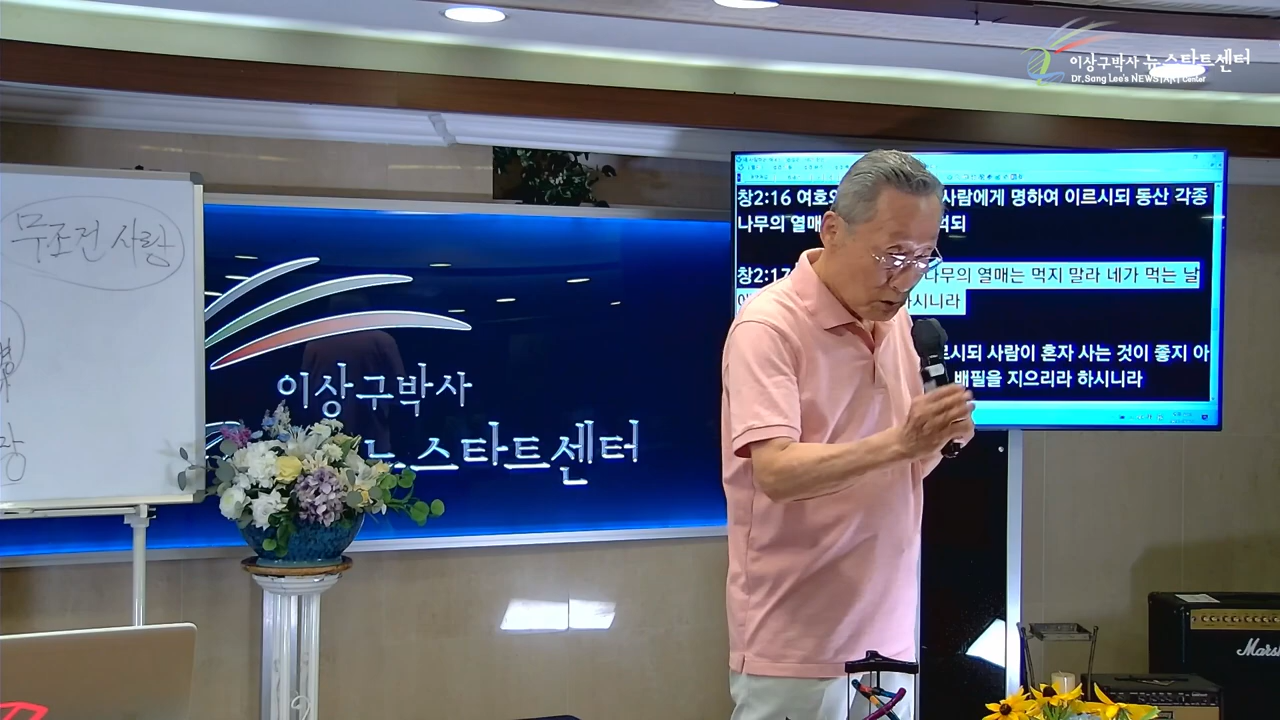 이상구박사 뉴스타트센터
Dr.Sang Lee's NEWSTART Center
무조건 사랑
창2:16 사람에게 명하여 이르시되 동산 각종
나무의 열매
창2:17 나무의 열매는 먹지 말라 네가 먹는 날
하시니라
르시되 사람이 혼자 사는 것이 좋지 아
배필을 지으리라 하시니라
이상구박사
뉴스타트센터
Mars